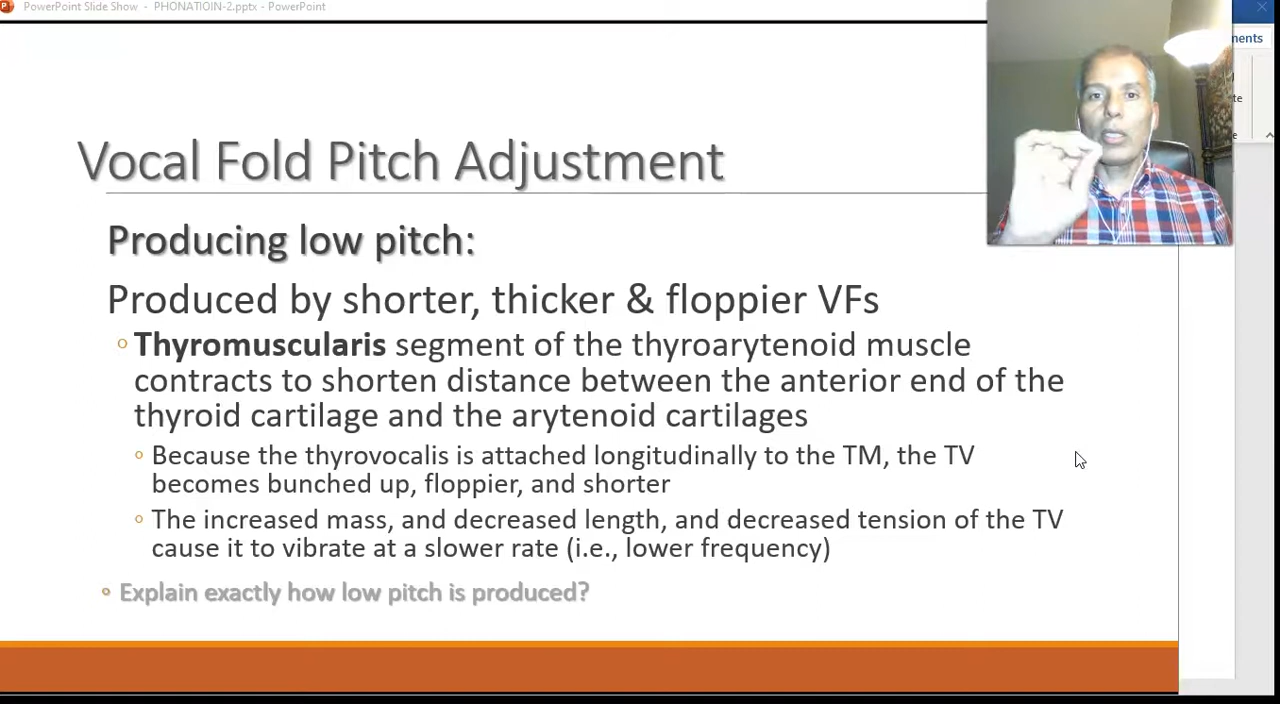 PowerPoint Slide Show - PHONATIOIN-2.pptx - PowerPoint
nents
te
e
Vocal Fold Pitch Adjustment
Producing low pitch:
Produced by shorter, thicker & floppier VFs
Thyromuscularis segment of the thyroarytenoid muscle
contracts to shorten distance between the anterior end of the
thyroid cartilage and the arytenoid cartilages
Because the thyrovocalis is attached longitudinally to the TM, the TV
becomes bunched up, floppier, and shorter
The increased mass, and decreased length, and decreased tension of the TV
cause it to vibrate at a slower rate (i.e., lower frequency)
Explain exactly how low pitch is produced?